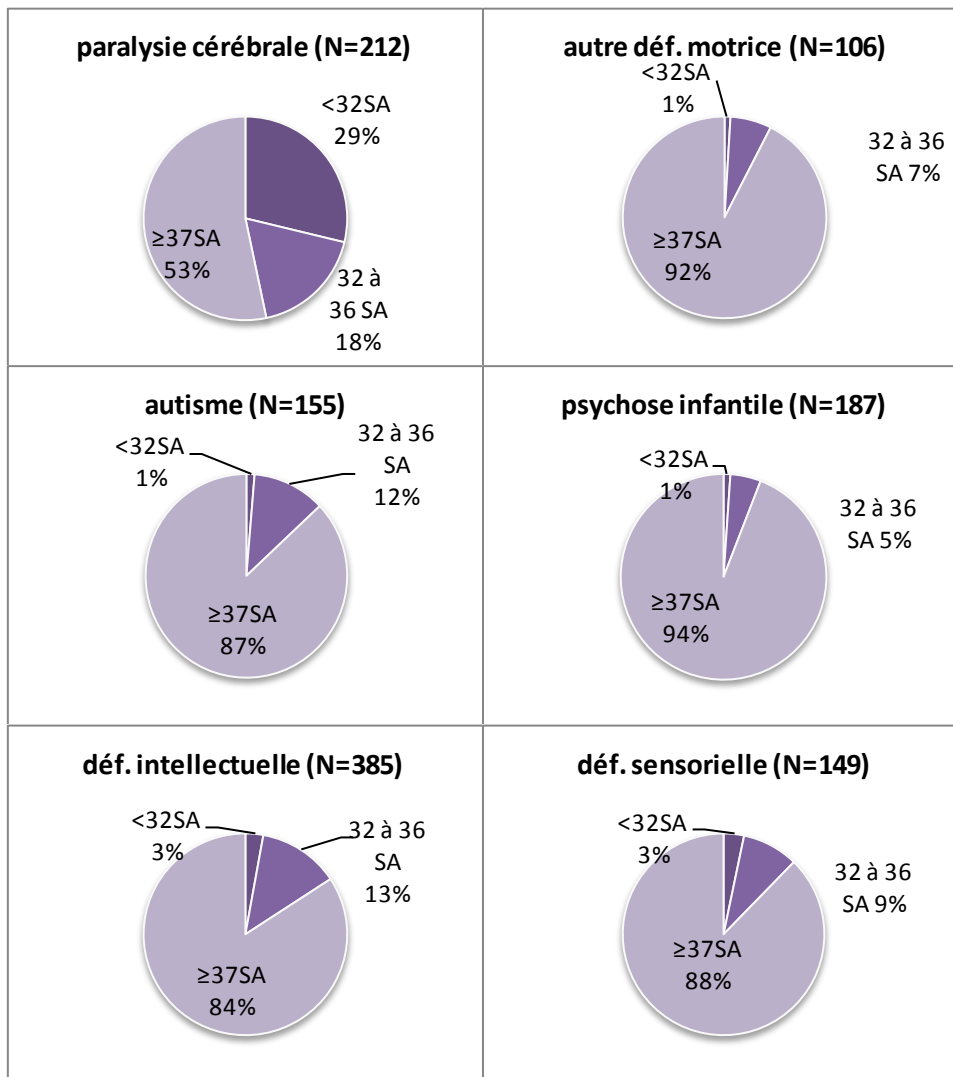 paralysie cérébrale (N=212)
<32SA
29%
≥37SA
53%
32 à
36 SA
18%
autre déf. motrice (N=106)
<32SA
1%
32 à 36
SA 7%
≥37SA
92%
autisme (N=155)
<32SA
1%
32 à 36
SA
12%
≥37SA
87%
psychose infantile (N=187)
<32SA
1%
32 à 36
SA 5%
≥37SA
94%
déf. intellectuelle (N=385)
<32SA
3%
32 à 36
SA
13%
≥37SA
84%
déf. sensorielle (N=149)
<32SA
3%
32 à 36
SA 9%
≥37SA
88%